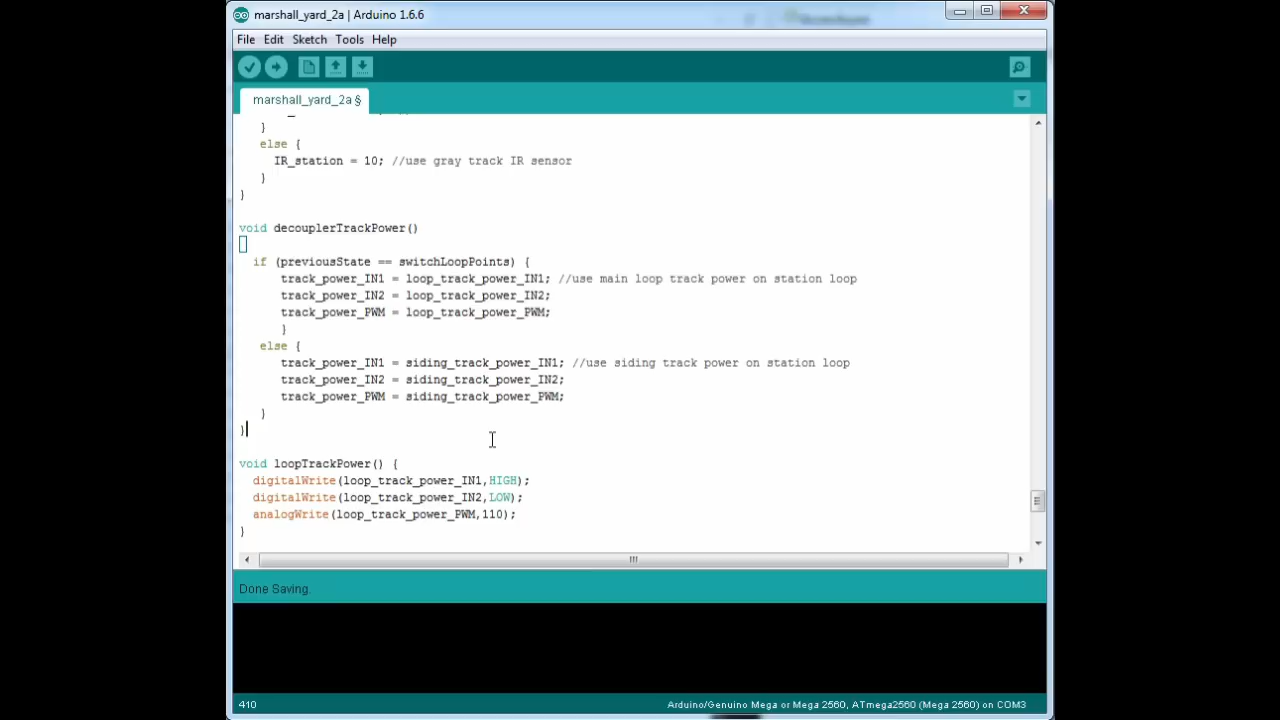 marshall_yard_2a | Arduino 1.6.6
File Edit Sketch Tools Help
marshall_yard_2a §
}
else {
IR_station = 10; //use gray track IR sensor
}
}
void decouplerTrackPower()
if (previousState == switchLoopPoints) {
track_power_IN1 = loop_track_power_IN1; //use main loop track power on station loop
track_power_IN2 = loop_track_power_IN2;
track_power_PWM = loop_track_power_PWM;
}
else {
track_power_IN1 = siding_track_power_IN1; //use siding track power on station loop
track_power_IN2 = siding_track_power_IN2;
track_power_PWM = siding_track_power_PWM;
}
}
void loopTrackPower() {
digitalWrite(loop_track_power_IN1,HIGH);
digitalWrite(loop_track_power_IN2,LOW);
analogWrite(loop_track_power_PWM,110);
}
Done Saving.
410 Arduino/Genuino Mega or Mega 2560, ATmega2560 (Mega 2560) on COM3